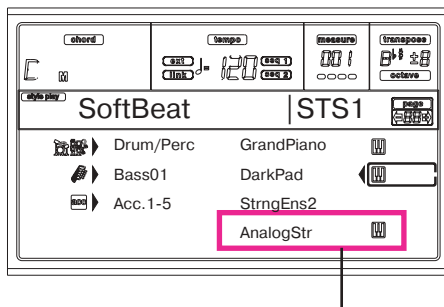 chord tempo measure transpose
C M ext link ♩= 120 seq 1 seq 2 001 octave
style play SoftBeat STS1 page
Drum/Perc GrandPiano
Bass01 DarkPad
acc Acc.1-5 StrngEns2
AnalogStr